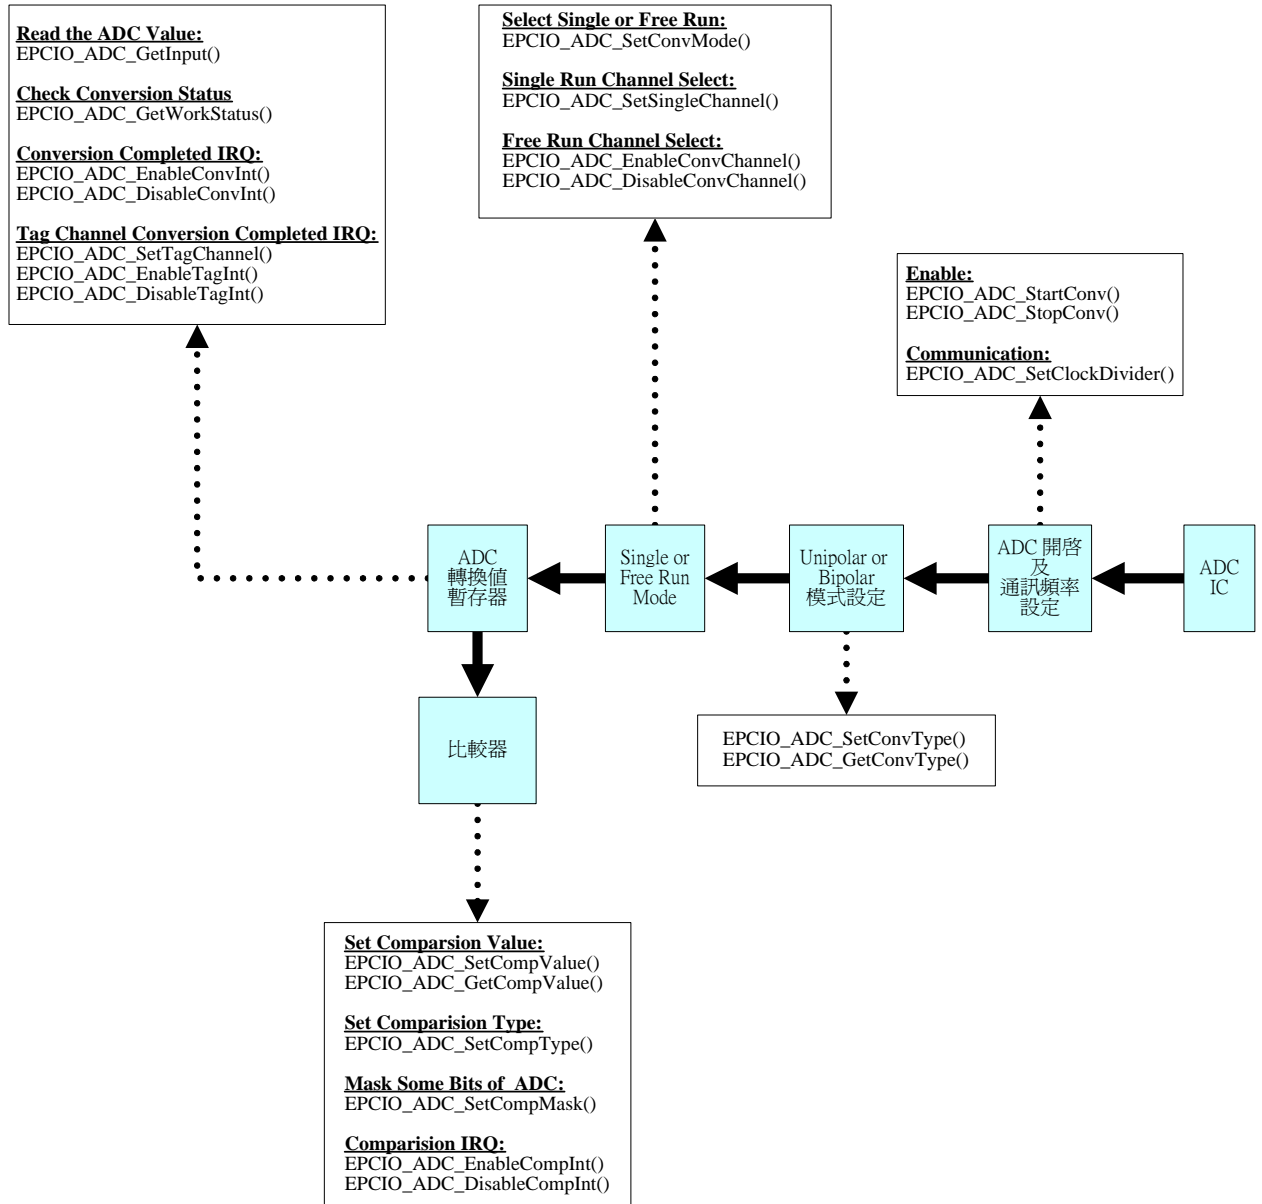 Read the ADC Value:
EPCIO_ADC_GetInput()
Check Conversion Status
EPCIO_ADC_GetWorkStatus()
Conversion Completed IRQ:
EPCIO_ADC_EnableConvInt()
EPCIO_ADC_DisableConvInt()
Tag Channel Conversion Completed IRQ:
EPCIO_ADC_SetTagChannel()
EPCIO_ADC_EnableTagInt()
EPCIO_ADC_DisableTagInt()
Select Single or Free Run:
EPCIO_ADC_SetConvMode()
Single Run Channel Select:
EPCIO_ADC_SetSingleChannel()
Free Run Channel Select:
EPCIO_ADC_EnableConvChannel()
EPCIO_ADC_DisableConvChannel()
Enable:
EPCIO_ADC_StartConv()
EPCIO_ADC_StopConv()
Communication:
EPCIO_ADC_SetClockDivider()
ADC
轉換值
暫存器
Single or
Free Run
Mode
Unipolar or
Bipolar
模式設定
ADC 開啓
及
通訊頻率
設定
ADC
IC
比較器
EPCIO_ADC_SetConvType()
EPCIO_ADC_GetConvType()
Set Comparsion Value:
EPCIO_ADC_SetCompValue()
EPCIO_ADC_GetCompValue()
Set Comparision Type:
EPCIO_ADC_SetCompType()
Mask Some Bits of  ADC:
EPCIO_ADC_SetCompMask()
Comparision IRQ:
EPCIO_ADC_EnableCompInt()
EPCIO_ADC_DisableCompInt()